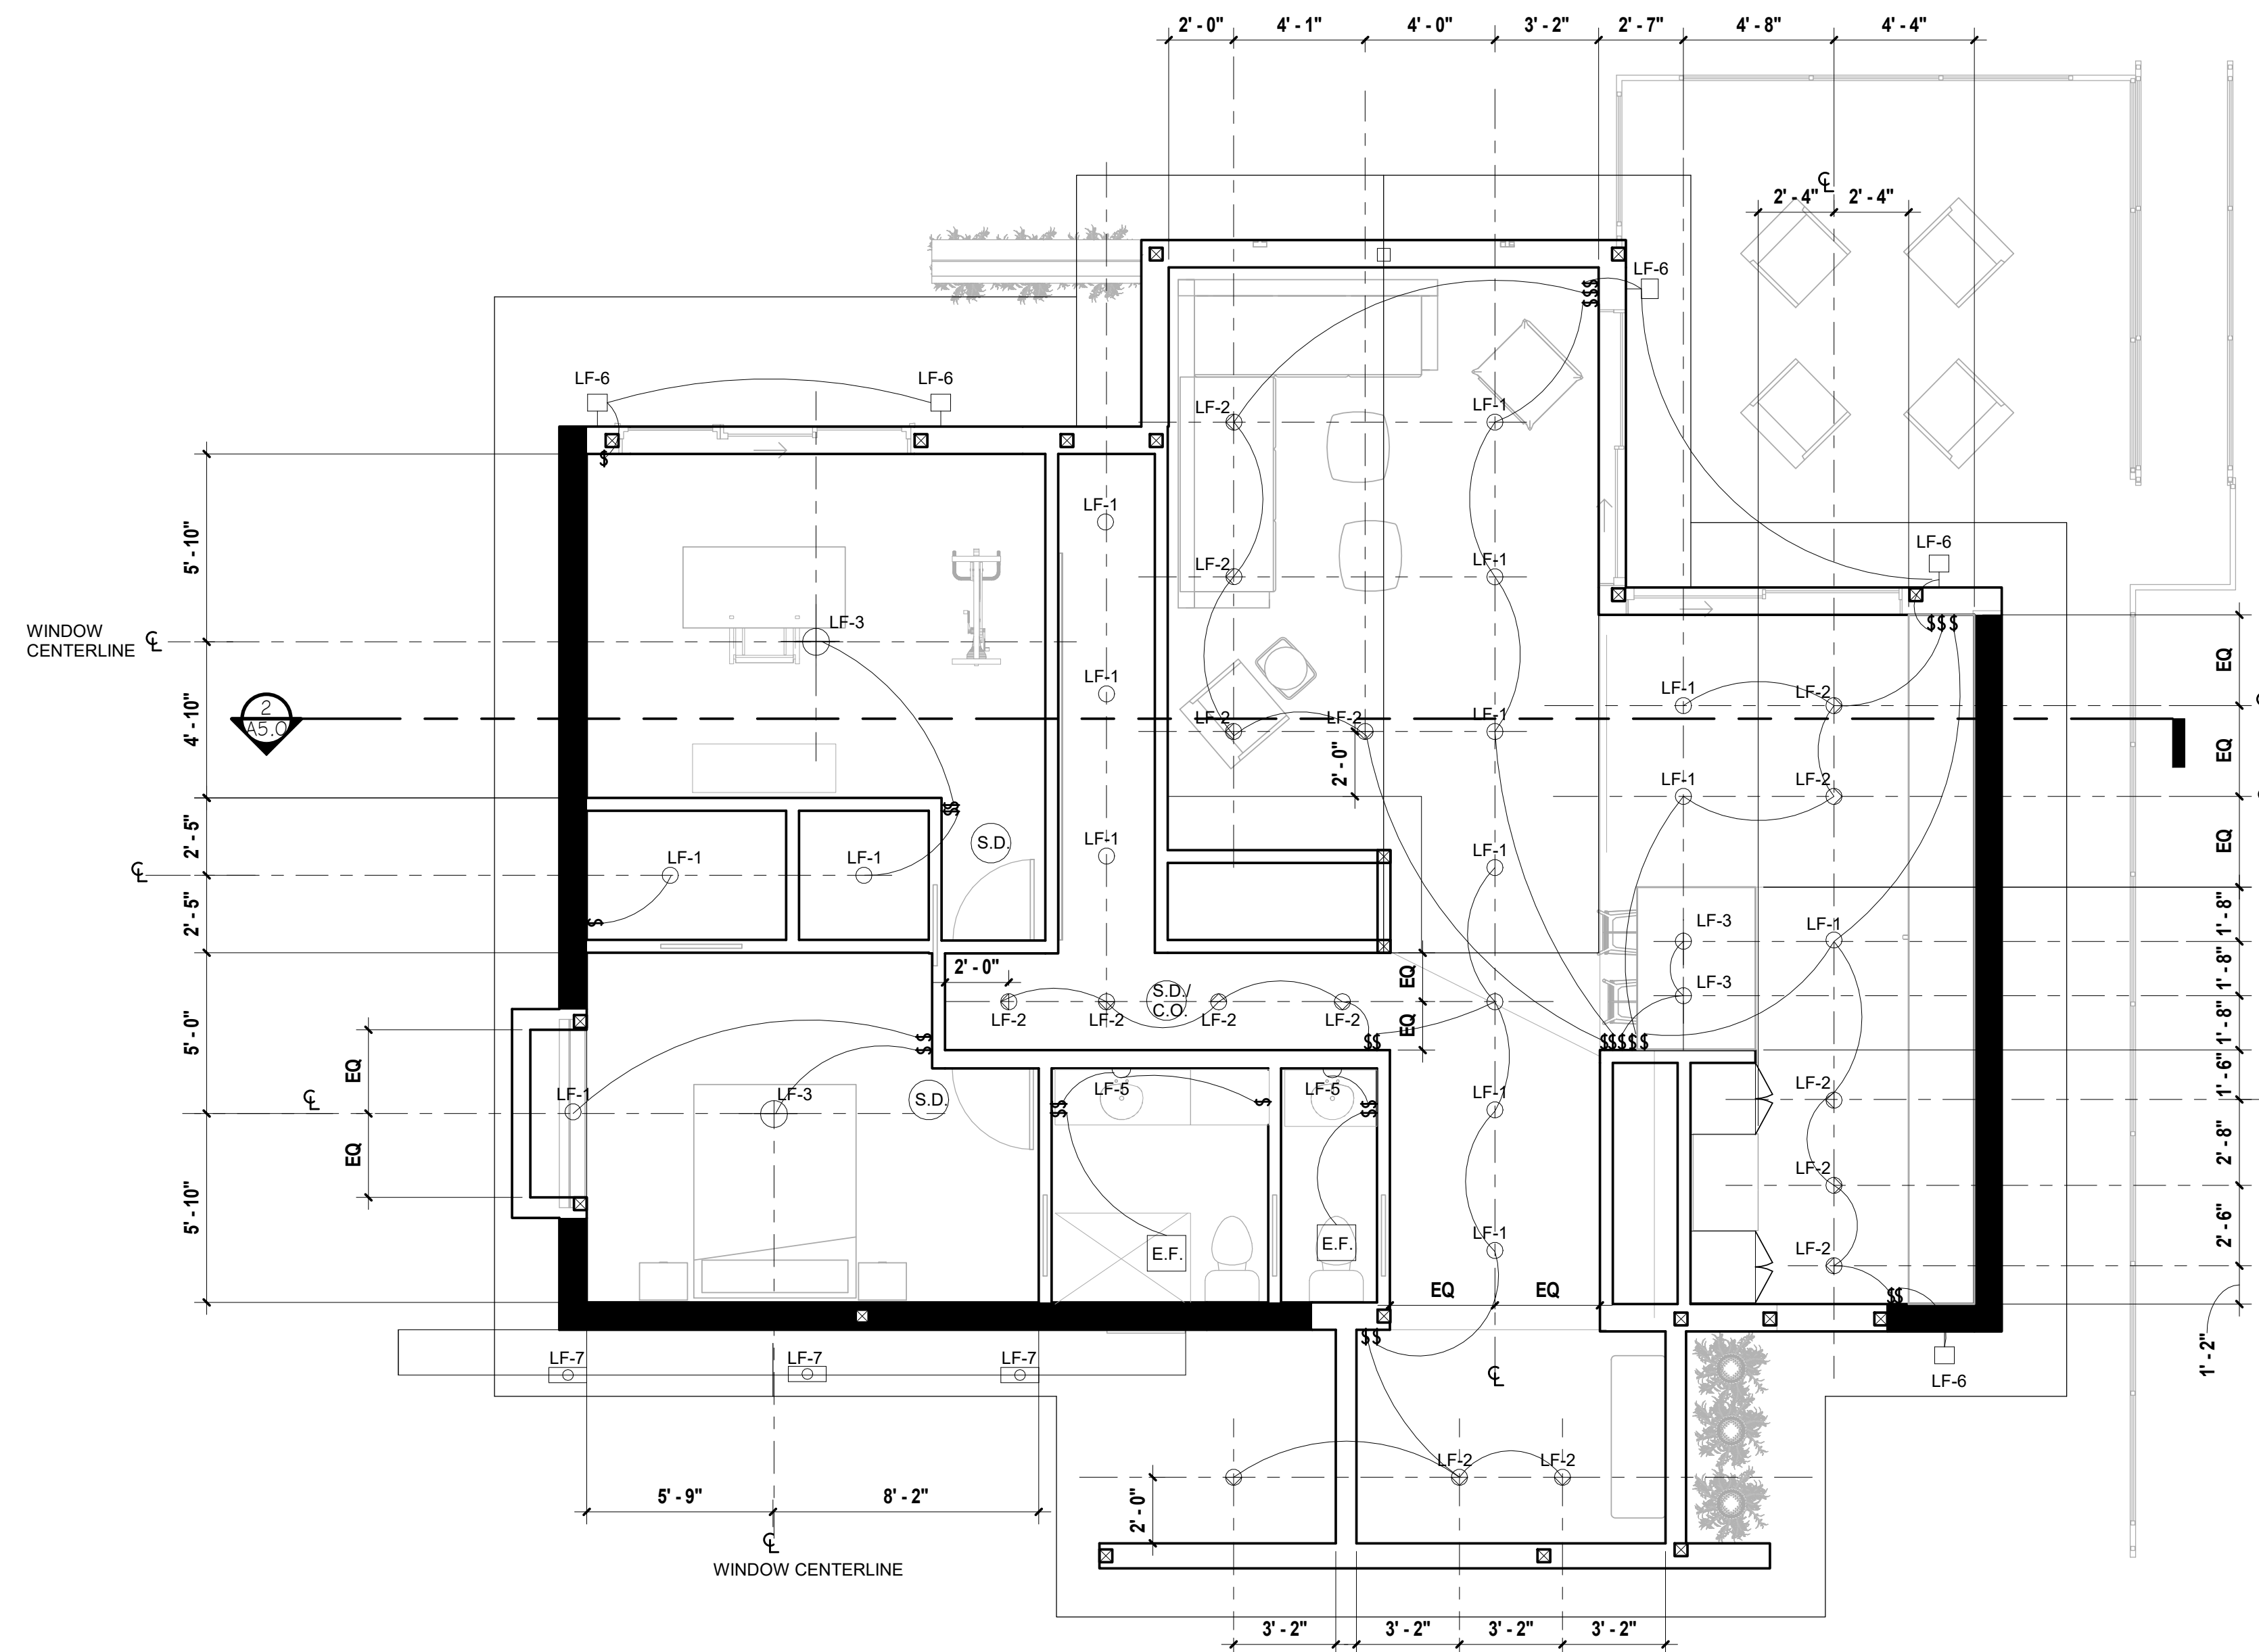 2' - 0" 4' - 1" 4' - 0" 3' - 2" 2' - 7" 4' - 8" 4' - 4"
℄
2' - 4" 2' - 4"
LF-6
LF-6 LF-6
$$$
LF-2 LF-1
$
LF-1
5' - 10"
LF-6
LF-2 LF-1
$$$
LF-3
WINDOW
CENTERLINE ℄
EQ
LF-1
LF-1 LF-2
2
A5.0
4' - 10"
LF-2 LF-2 LF-1
EQ
2' - 0"
LF-1 LF-2
$$
2' - 5"
S.D.
LF-1
LF-1
EQ
℄
LF-1 LF-1
$
2' - 5"
LF-3 LF-1
1' - 8"
2' - 0"
EQ
LF-3
1' - 8"
S.D./
C.O.
LF-2 LF-2 LF-2 LF-2
EQ
5' - 0"
$$
$$
$$$$$
1' - 8"
EQ
℄
LF-1 LF-3
S.D.
LF-5 LF-5
$$ $ $$
LF-1
LF-2
1' - 6"
EQ
2' - 8"
LF-2
5' - 10"
E.F. E.F.
LF-1
LF-2
2' - 6"
EQ EQ
$$
$$
1' - 2"
LF-7 LF-7 LF-7
℄
LF-6
LF-2 LF-2
5' - 9" 8' - 2"
2' - 0"
℄
WINDOW CENTERLINE
3' - 2" 3' - 2" 3' - 2" 3' - 2"